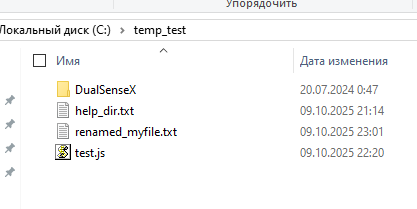 Упорядочить
Локальный диск (C:) › temp_test
Имя Дата изменения
DualSenseX 20.07.2024 0:47
help_dir.txt 09.10.2025 21:14
renamed_myfile.txt 09.10.2025 23:01
test.js 09.10.2025 22:20